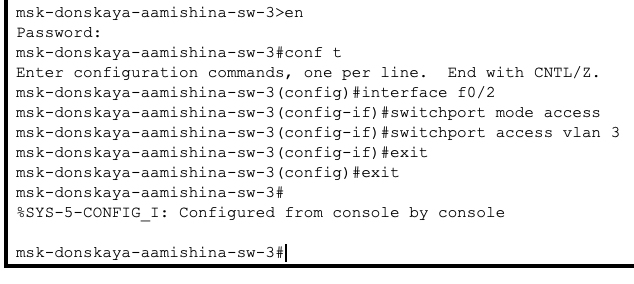 msk-donskaya-aamishina-sw-3>en
Password:
msk-donskaya-aamishina-sw-3#conf t
Enter configuration commands, one per line.  End with CNTL/Z.
msk-donskaya-aamishina-sw-3(config)#interface f0/2
msk-donskaya-aamishina-sw-3(config-if)#switchport mode access
msk-donskaya-aamishina-sw-3(config-if)#switchport access vlan 3
msk-donskaya-aamishina-sw-3(config-if)#exit
msk-donskaya-aamishina-sw-3(config)#exit
msk-donskaya-aamishina-sw-3#
%SYS-5-CONFIG_I: Configured from console by console
msk-donskaya-aamishina-sw-3#